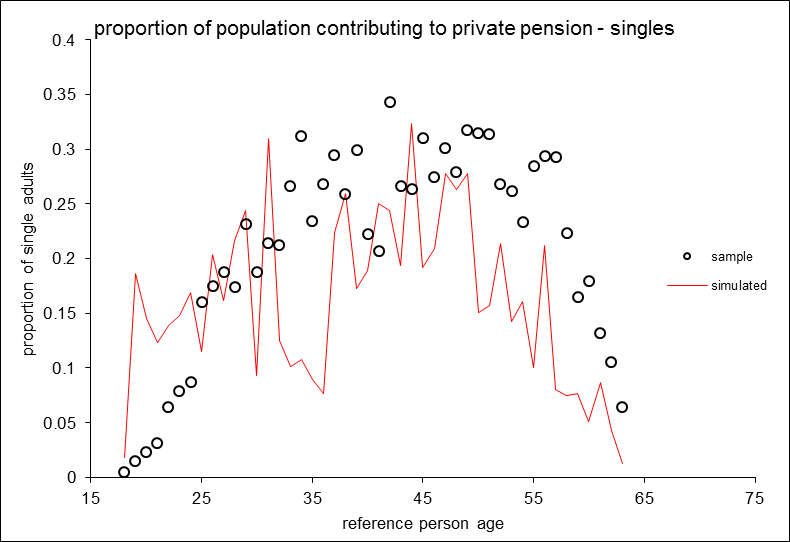 proportion of population contributing to private pension - singles
0.4
0.35
0.3
0.25
0.2
0.15
0.1
0.05
0
proportion of single adults
sample
simulated
15 25 35 45 55 65 75
reference person age